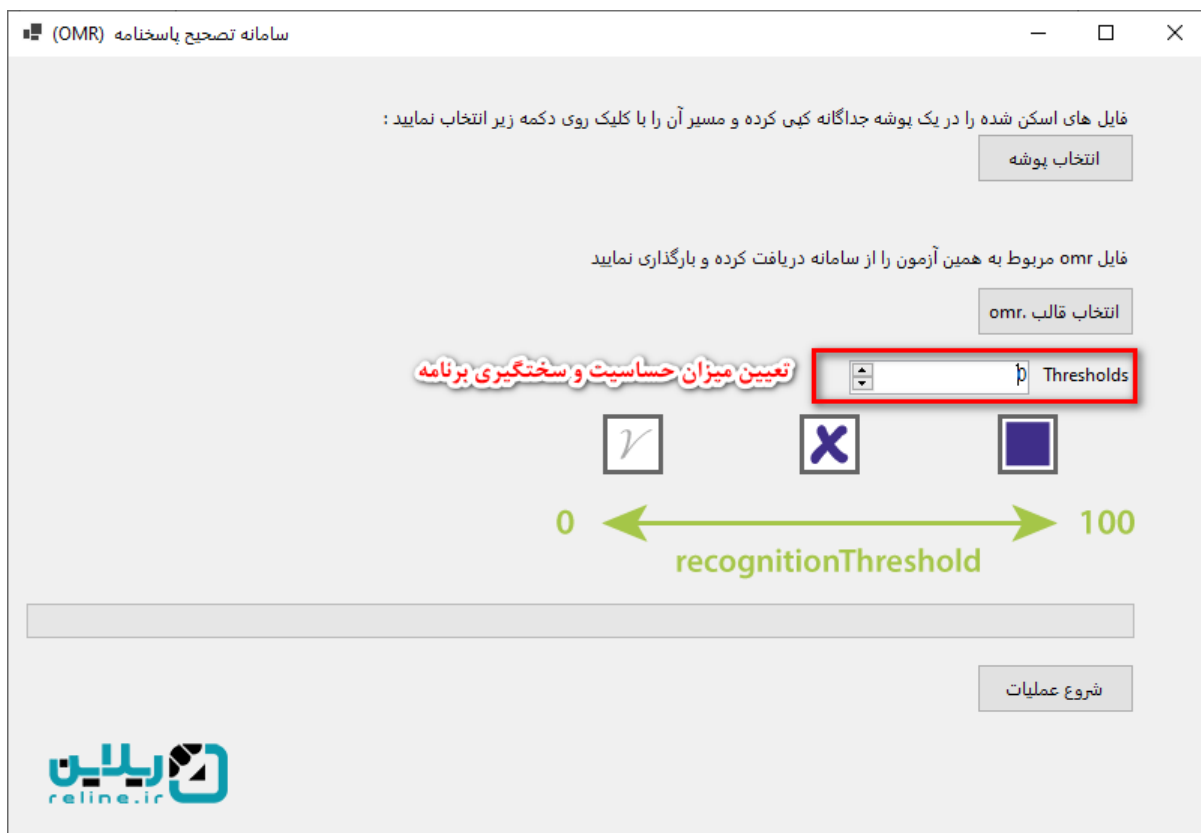 سامانه تصحیح پاسخنامه (OMR)
فایل های اسکن شده را در یک پوشه جداگانه کپی کرده و مسیر آن را با کلیک روی دکمه زیر انتخاب نمایید :
انتخاب پوشه
فایل omr مربوط به همین آزمون را از سامانه دریافت کرده و بارگذاری نمایید
انتخاب قالب .omr
Thresholds 0 تعیین میزان حساسیت و سختگیری برنامه
0 100
recognitionThreshold
شروع عملیات
ریلاین
reline.ir